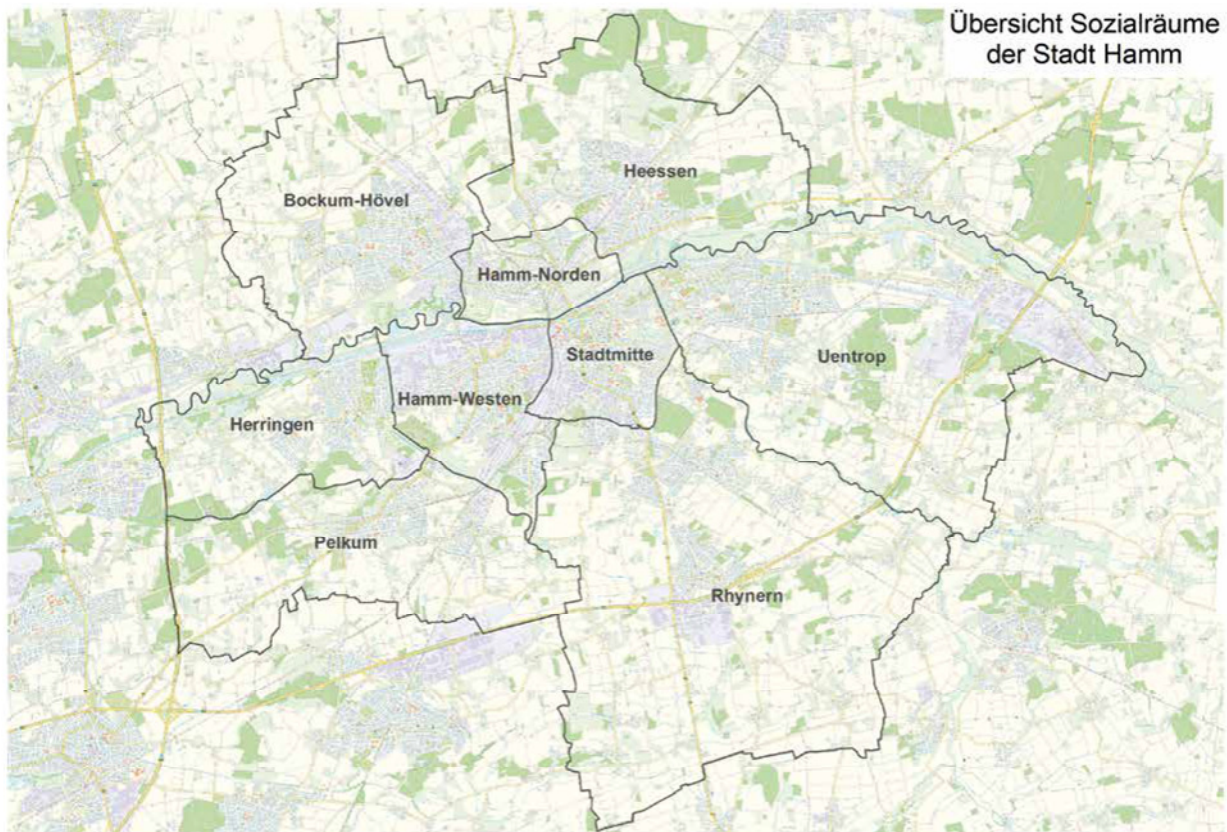 Übersicht Sozialräume
der Stadt Hamm
Heessen
Bockum-Hövel
Hamm-Norden
Stadtmitte
Uentrop
Hamm-Westen
Herringen
Pelkum
Rhynern